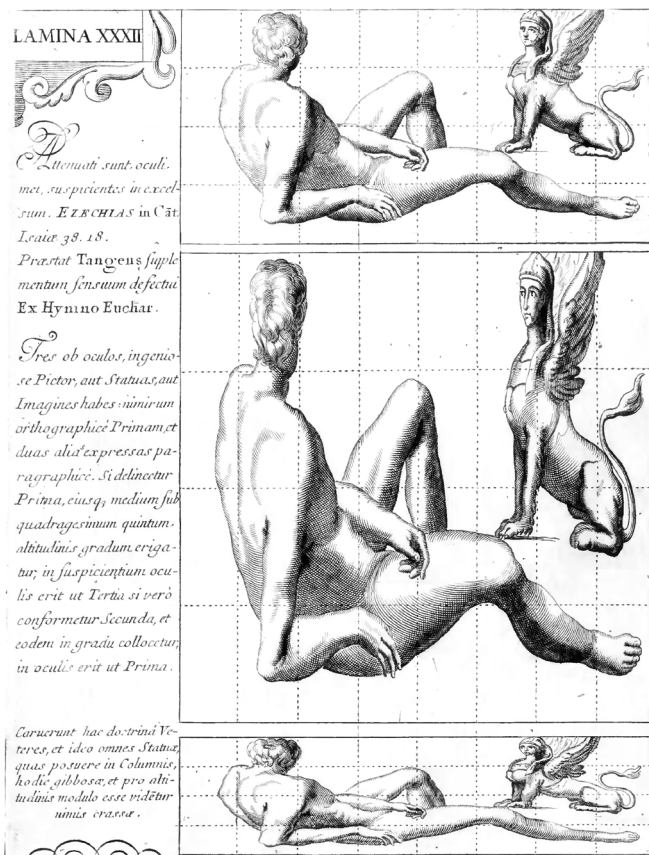 LAMINA XXXII
Attenuati sunt oculi
mei, suspicientes in excel-
sum. EZECHIAS in Cāt.
Isaiæ 38. 18.
Præstat Tangens supple
mentum sensuum defectui
Ex Hymno Euchar.
Tres ob oculos, ingenio-
se Pictor, aut Statuas, aut
Imagines habes: nimirum
orthographicè Primam, et
duas alias expressas pa-
ragraphicè. Si delinectur
Prima, eiusq; medium sub
quadragesimum quintum
altitudinis gradum eriga-
tur, in suspicientium ocu-
lis erit ut Tertia si verò
conformetur Secunda, et
eodem in gradu collocetur,
in oculis erit ut Prima.
Caruerunt hac doctrinâ Ve-
teres, et ideo omnes Statuæ,
quas posuere in Columnis,
hodie gibbosæ, et pro alti-
tudinis modulo esse vidētur
nimis crassæ.